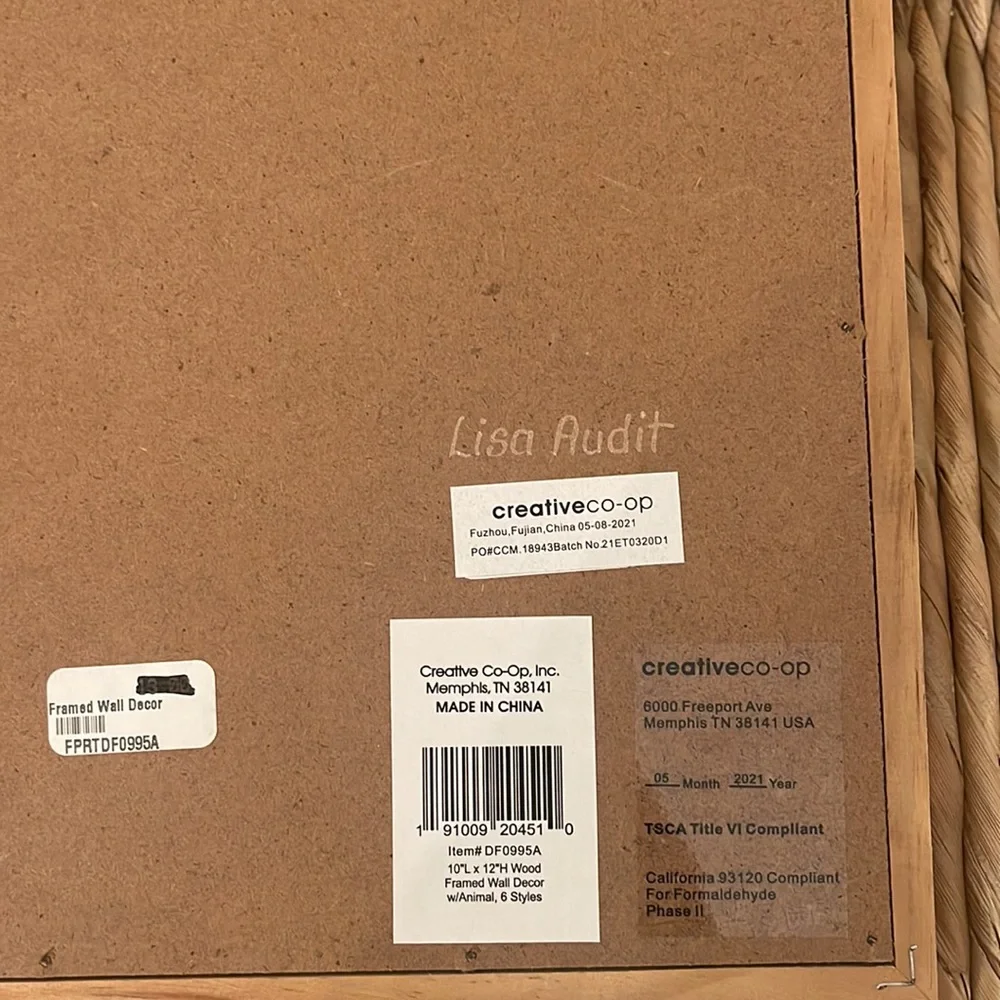 Lisa Audit
creativeco-op
Fuzhou,Fujian,China 05-08-2021
PO#CCM.18943Batch No.21ET0320D1
Framed Wall Decor
FPRTDF0995A
Creative Co-Op, Inc.
Memphis, TN 38141
MADE IN CHINA
1 91009 20451 0
Item# DF0995A
10"L x 12"H Wood
Framed Wall Decor
w/Animal, 6 Styles
creativeco-op
6000 Freeport Ave
Memphis TN 38141 USA
05 Month 2021 Year
TSCA Title VI Compliant
California 93120 Compliant
For Formaldehyde
Phase II